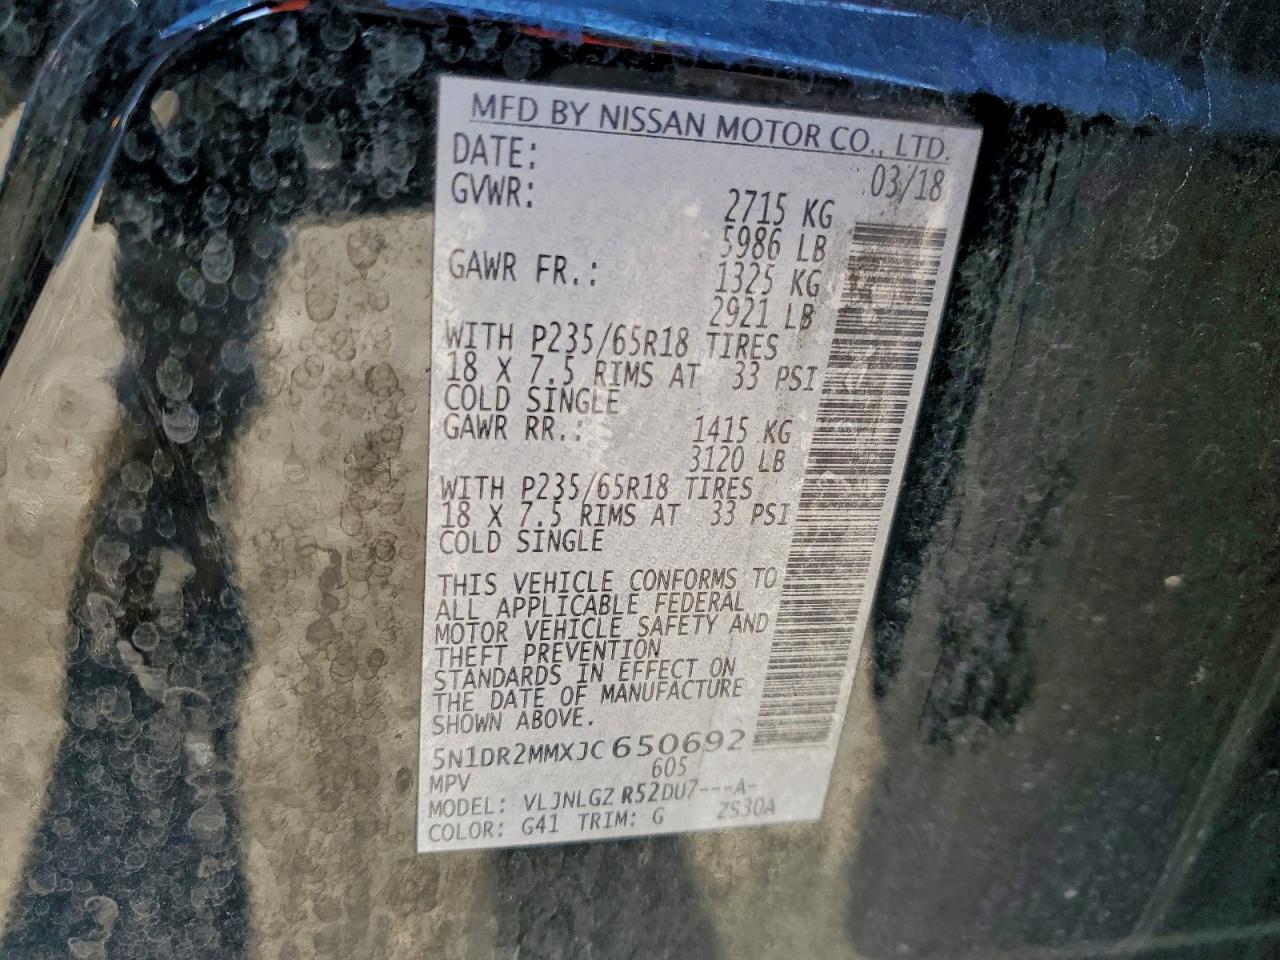 MFD BY NISSAN MOTOR CO., LTD.
DATE: 03/18
GVWR: 2715 KG
5986 LB
GAWR FR.: 1325 KG
2921 LB
WITH P235/65R18 TIRES
18 X 7.5 RIMS AT 33 PSI
COLD SINGLE
GAWR RR.: 1415 KG
3120 LB
WITH P235/65R18 TIRES
18 X 7.5 RIMS AT 33 PSI
COLD SINGLE
THIS VEHICLE CONFORMS TO
ALL APPLICABLE FEDERAL
MOTOR VEHICLE SAFETY AND
THEFT PREVENTION
STANDARDS IN EFFECT ON
THE DATE OF MANUFACTURE
SHOWN ABOVE.
5N1DR2MMXJC650692
MPV 605
MODEL: VLJNLGZ R52DU7---A-
COLOR: G41 TRIM: G ZS30A